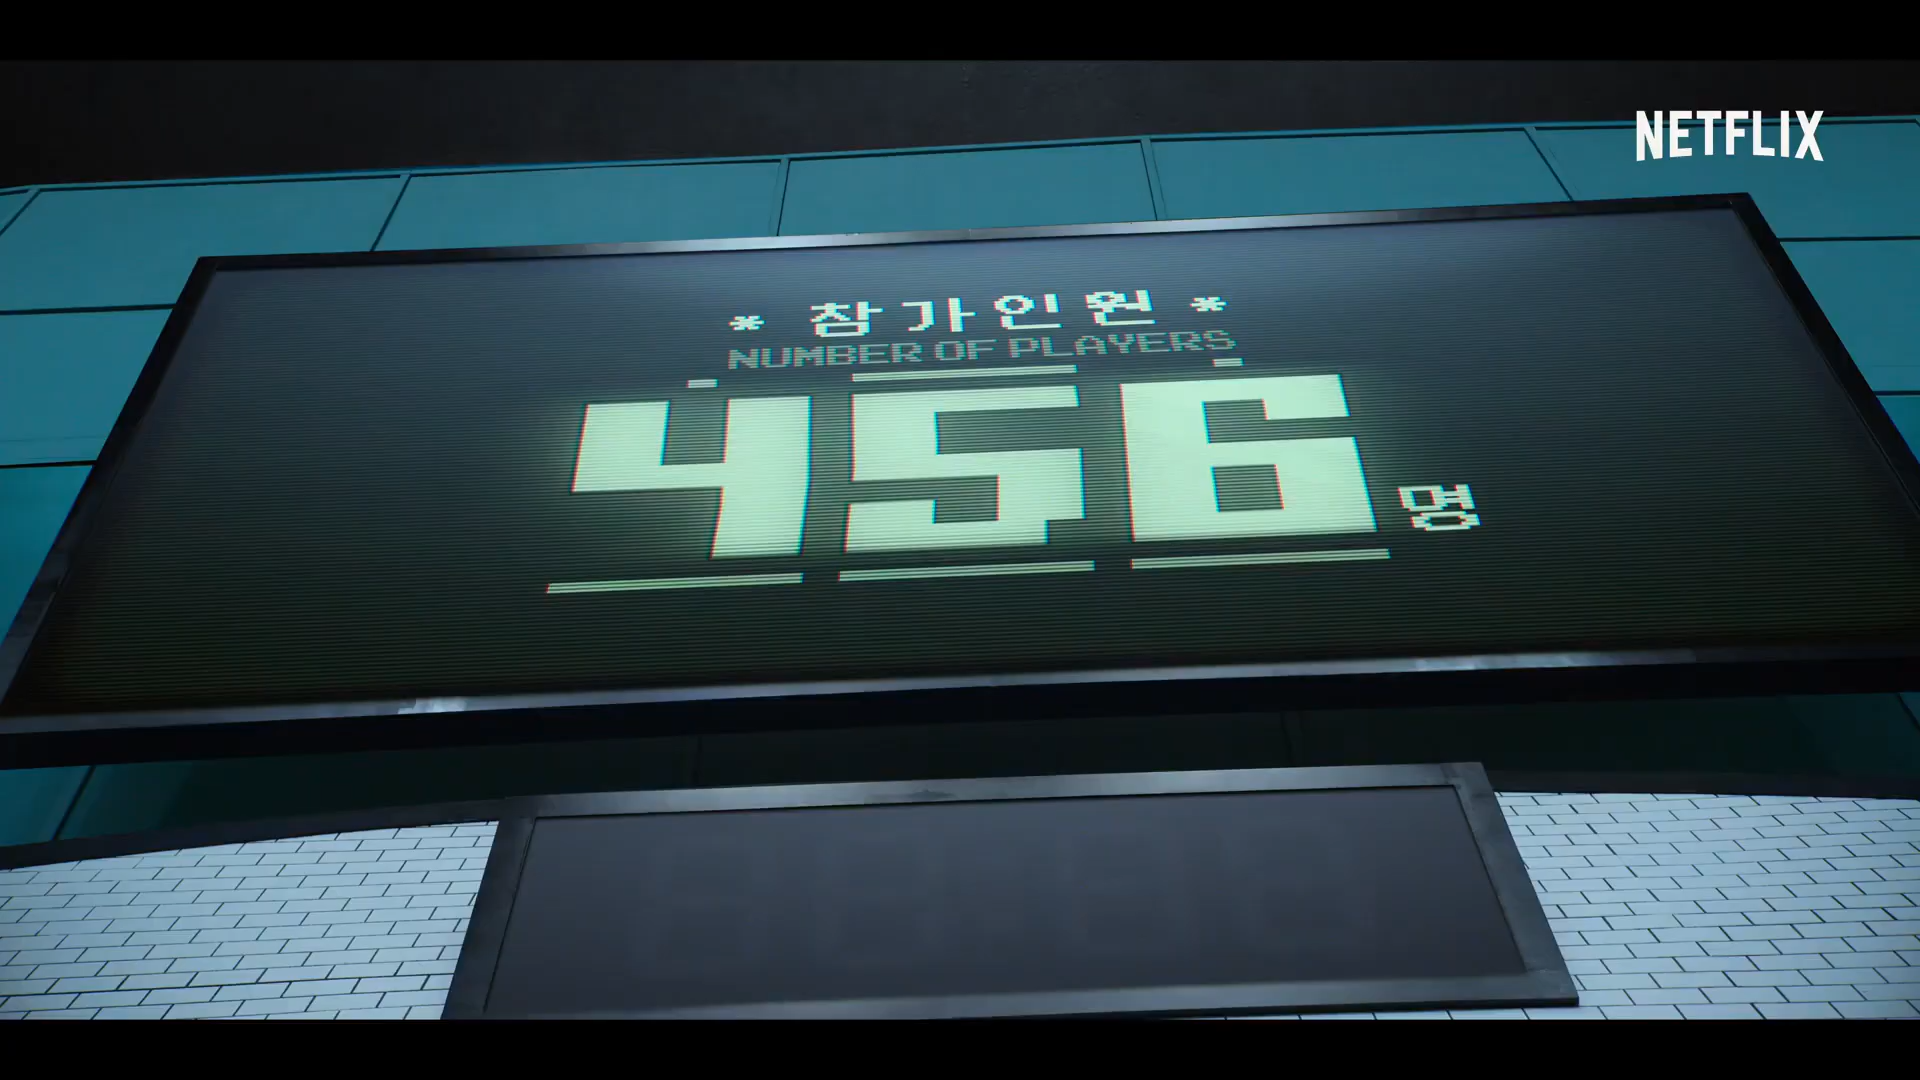 NETFLIX
* 참가인원 *
NUMBER OF PLAYERS
456명